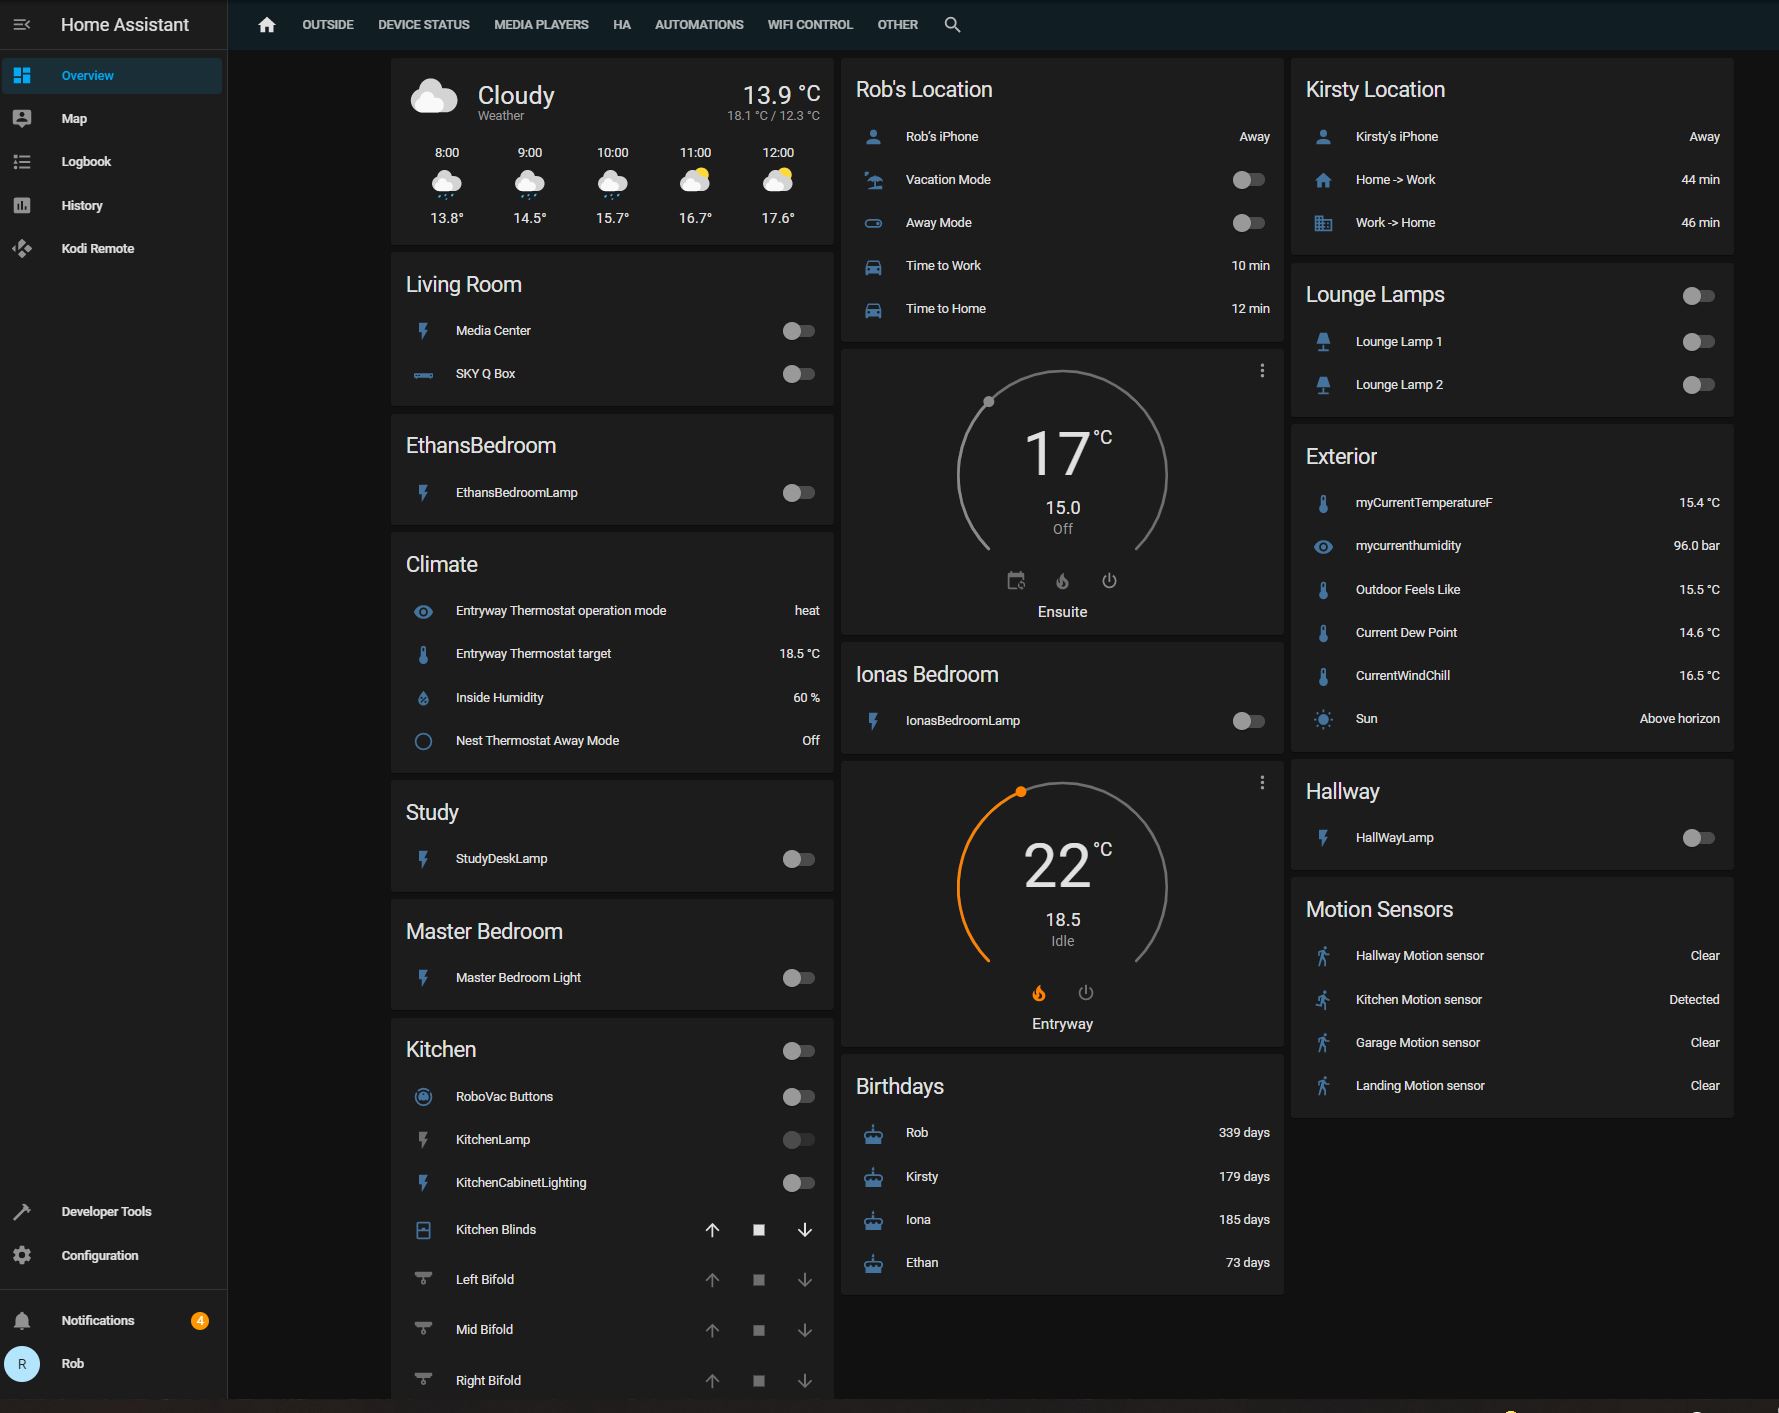 Home Assistant
Overview
Map
Logbook
History
Kodi Remote
Developer Tools
Configuration
Notifications 4
R Rob
OUTSIDE DEVICE STATUS MEDIA PLAYERS HA AUTOMATIONS WIFI CONTROL OTHER
Cloudy 13.9 °C
Weather 18.1 °C / 12.3 °C
8:00 9:00 10:00 11:00 12:00
13.8° 14.5° 15.7° 16.7° 17.6°
Living Room
Media Center
SKY Q Box
EthansBedroom
EthansBedroomLamp
Climate
Entryway Thermostat operation mode heat
Entryway Thermostat target 18.5 °C
Inside Humidity 60 %
Nest Thermostat Away Mode Off
Study
StudyDeskLamp
Master Bedroom
Master Bedroom Light
Kitchen
RoboVac Buttons
KitchenLamp
KitchenCabinetLighting
Kitchen Blinds
Left Bifold
Mid Bifold
Right Bifold
Rob's Location
Rob's iPhone Away
Vacation Mode
Away Mode
Time to Work 10 min
Time to Home 12 min
17 °C
15.0
Off
Ensuite
Ionas Bedroom
IonasBedroomLamp
22 °C
18.5
Idle
Entryway
Birthdays
Rob 339 days
Kirsty 179 days
Iona 185 days
Ethan 73 days
Kirsty Location
Kirsty's iPhone Away
Home -> Work 44 min
Work -> Home 46 min
Lounge Lamps
Lounge Lamp 1
Lounge Lamp 2
Exterior
myCurrentTemperatureF 15.4 °C
mycurrenthumidity 96.0 bar
Outdoor Feels Like 15.5 °C
Current Dew Point 14.6 °C
CurrentWindChill 16.5 °C
Sun Above horizon
Hallway
HallWayLamp
Motion Sensors
Hallway Motion sensor Clear
Kitchen Motion sensor Detected
Garage Motion sensor Clear
Landing Motion sensor Clear